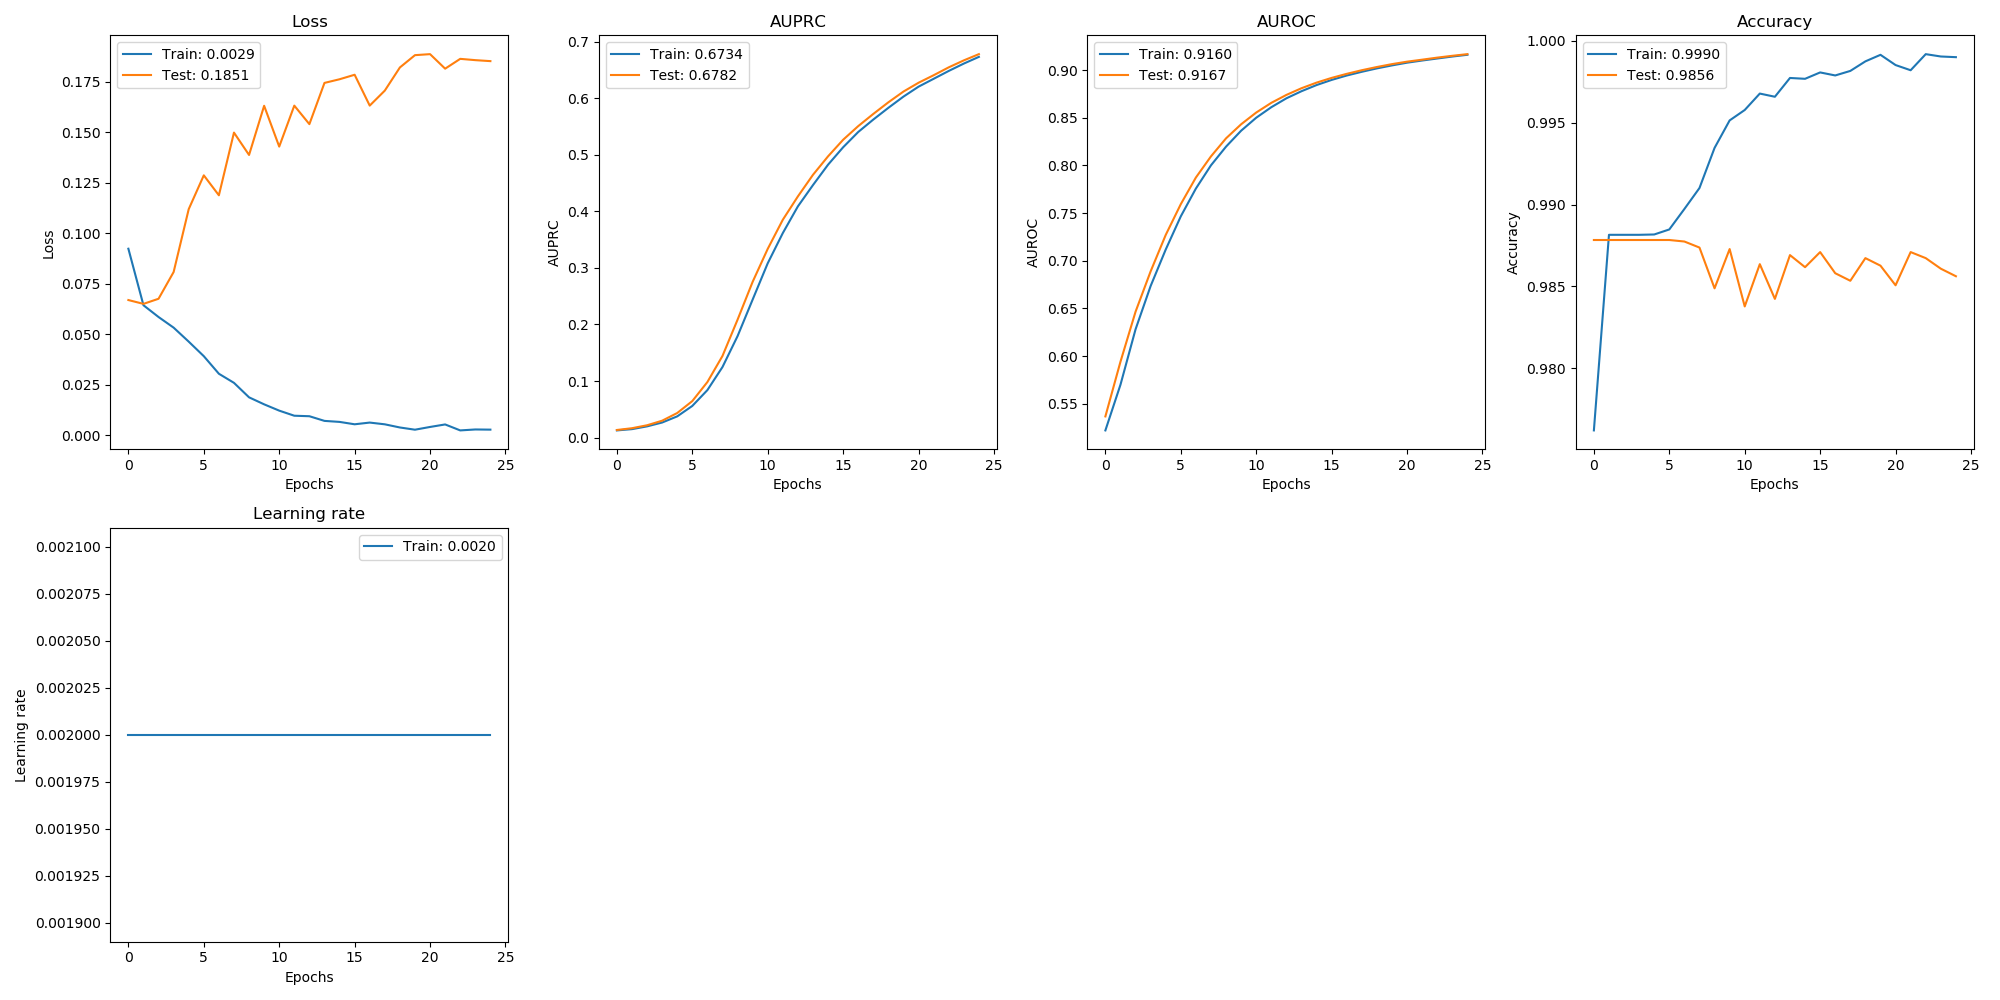 Loss
Train: 0.0029
Test: 0.1851
0.175
0.150
0.125
0.100
0.075
0.050
0.025
0.000
Loss
0 5 10 15 20 25
Epochs
AUPRC
Train: 0.6734
Test: 0.6782
0.7
0.6
0.5
0.4
0.3
0.2
0.1
0.0
AUPRC
0 5 10 15 20 25
Epochs
AUROC
Train: 0.9160
Test: 0.9167
0.90
0.85
0.80
0.75
0.70
0.65
0.60
0.55
AUROC
0 5 10 15 20 25
Epochs
Accuracy
Train: 0.9990
Test: 0.9856
1.000
0.995
0.990
0.985
0.980
Accuracy
0 5 10 15 20 25
Epochs
Learning rate
Train: 0.0020
0.002100
0.002075
0.002050
0.002025
0.002000
0.001975
0.001950
0.001925
0.001900
Learning rate
0 5 10 15 20 25
Epochs